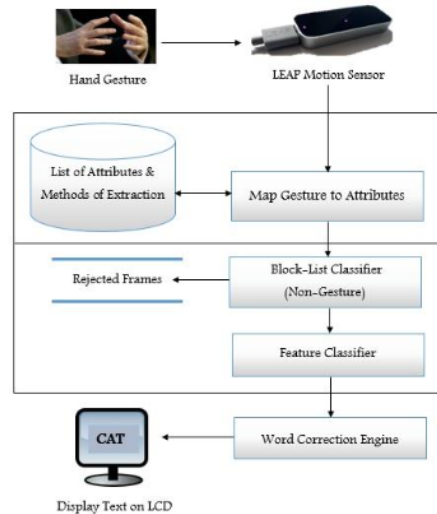 Hand Gesture
LEAP Motion Sensor
List of Attributes &
Methods of Extraction
Map Gesture to Attributes
Rejected Frames
Block-List Classifier
(Non-Gesture)
Feature Classifier
CAT
Word Correction Engine
Display Text on LCD